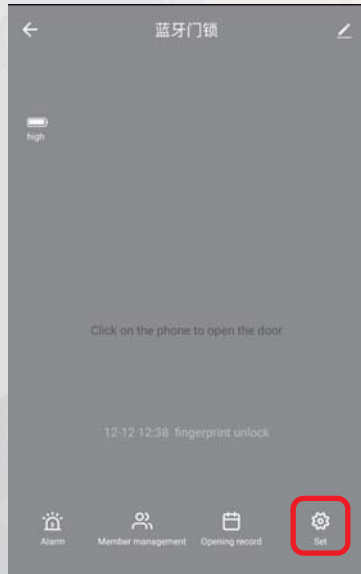 蓝牙门锁
high
Click on the phone to open the door
12-12 12:38 fingerprint unlock
Alarm Member management Opening record Set